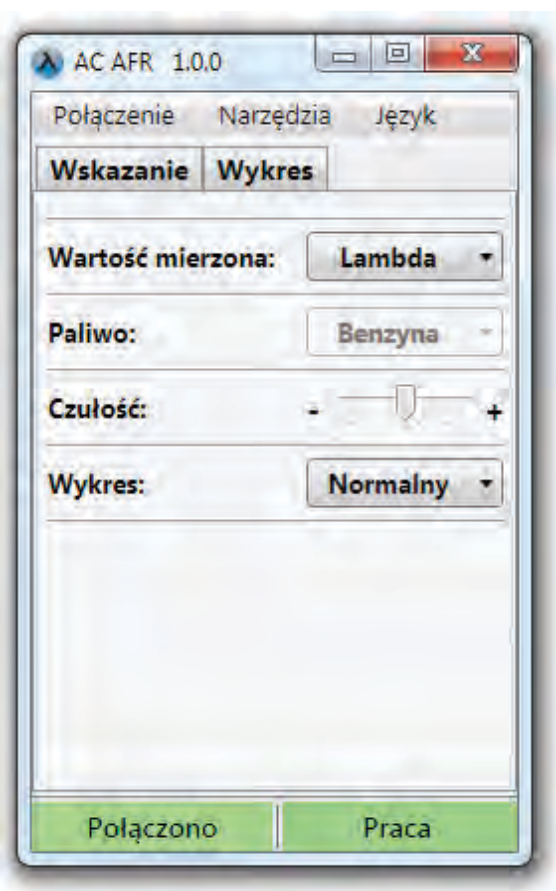 AC AFR 1.0.0
Połączenie Narzędzia Język
Wskazanie Wykres
Wartość mierzona: Lambda
Paliwo: Benzyna
Czułość: - +
Wykres: Normalny
Połączono Praca